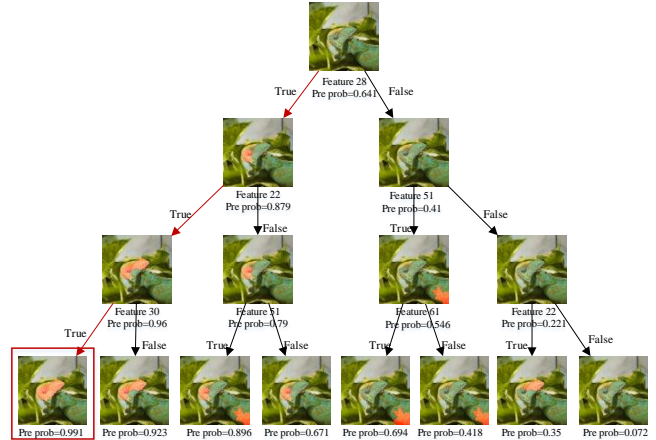 Feature 28
Pre prob=0.641
True
False
Feature 22
Pre prob=0.879
Feature 51
Pre prob=0.41
True
False
True
False
Feature 30
Pre prob=0.96
Feature 51
Pre prob=0.79
Feature 61
Pre prob=0.546
Feature 22
Pre prob=0.221
True
False
True
False
True
False
True
False
Pre prob=0.991
Pre prob=0.923
Pre prob=0.896
Pre prob=0.671
Pre prob=0.694
Pre prob=0.418
Pre prob=0.35
Pre prob=0.072